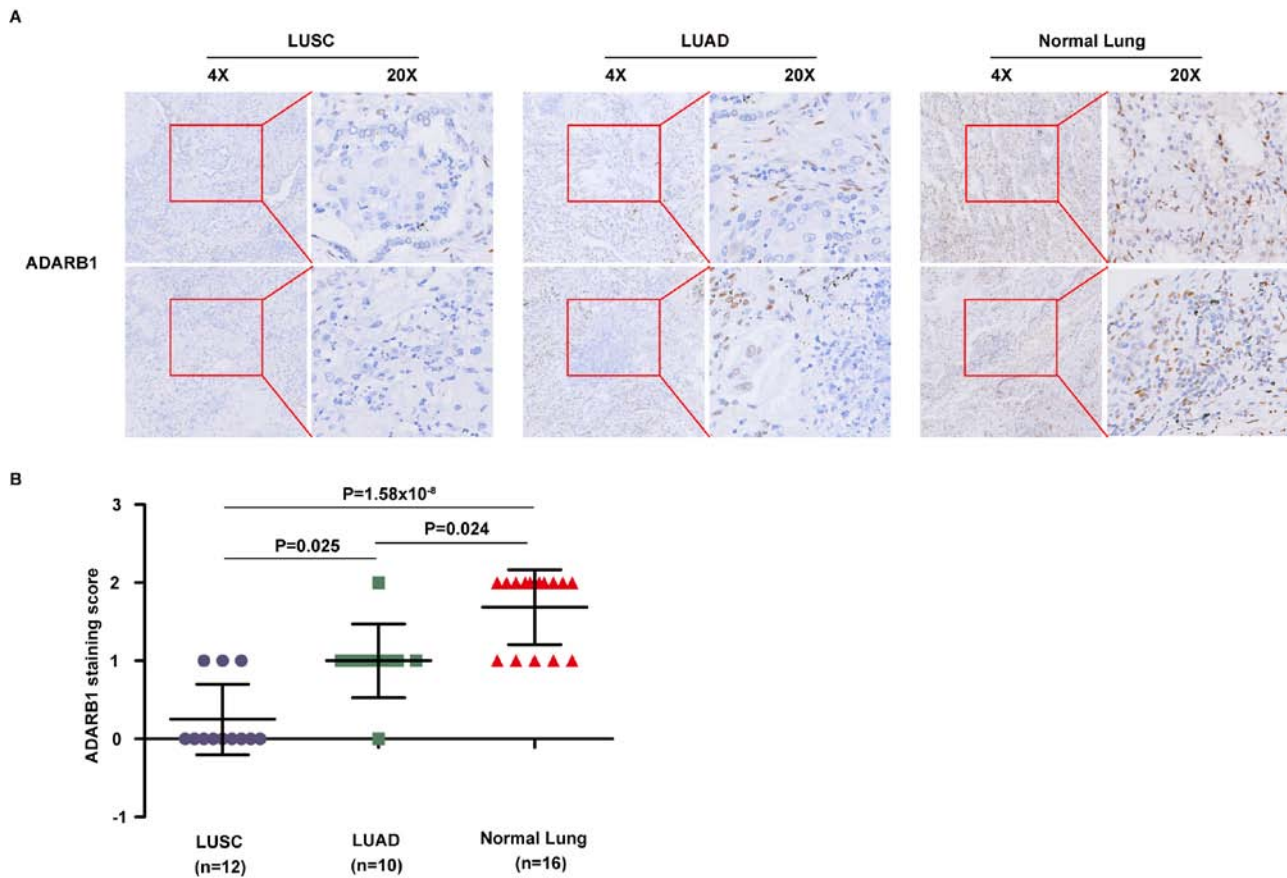 A
LUSC
LUAD
Normal Lung
4X
20X
4X
20X
4X
20X
ADARB1
B
ADARB1 staining score
3
2
1
0
-1
P=1.58x10⁻⁸
P=0.025
P=0.024
LUSC
(n=12)
LUAD
(n=10)
Normal Lung
(n=16)